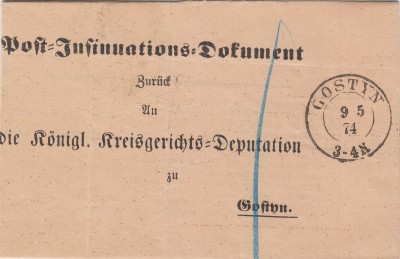 Post-Insinuations-Dokument
Zurück
An
die Königl. Kreisgerichts-Deputation
zu
Gostyn.
GOSTYN
9 5
74
3-4N